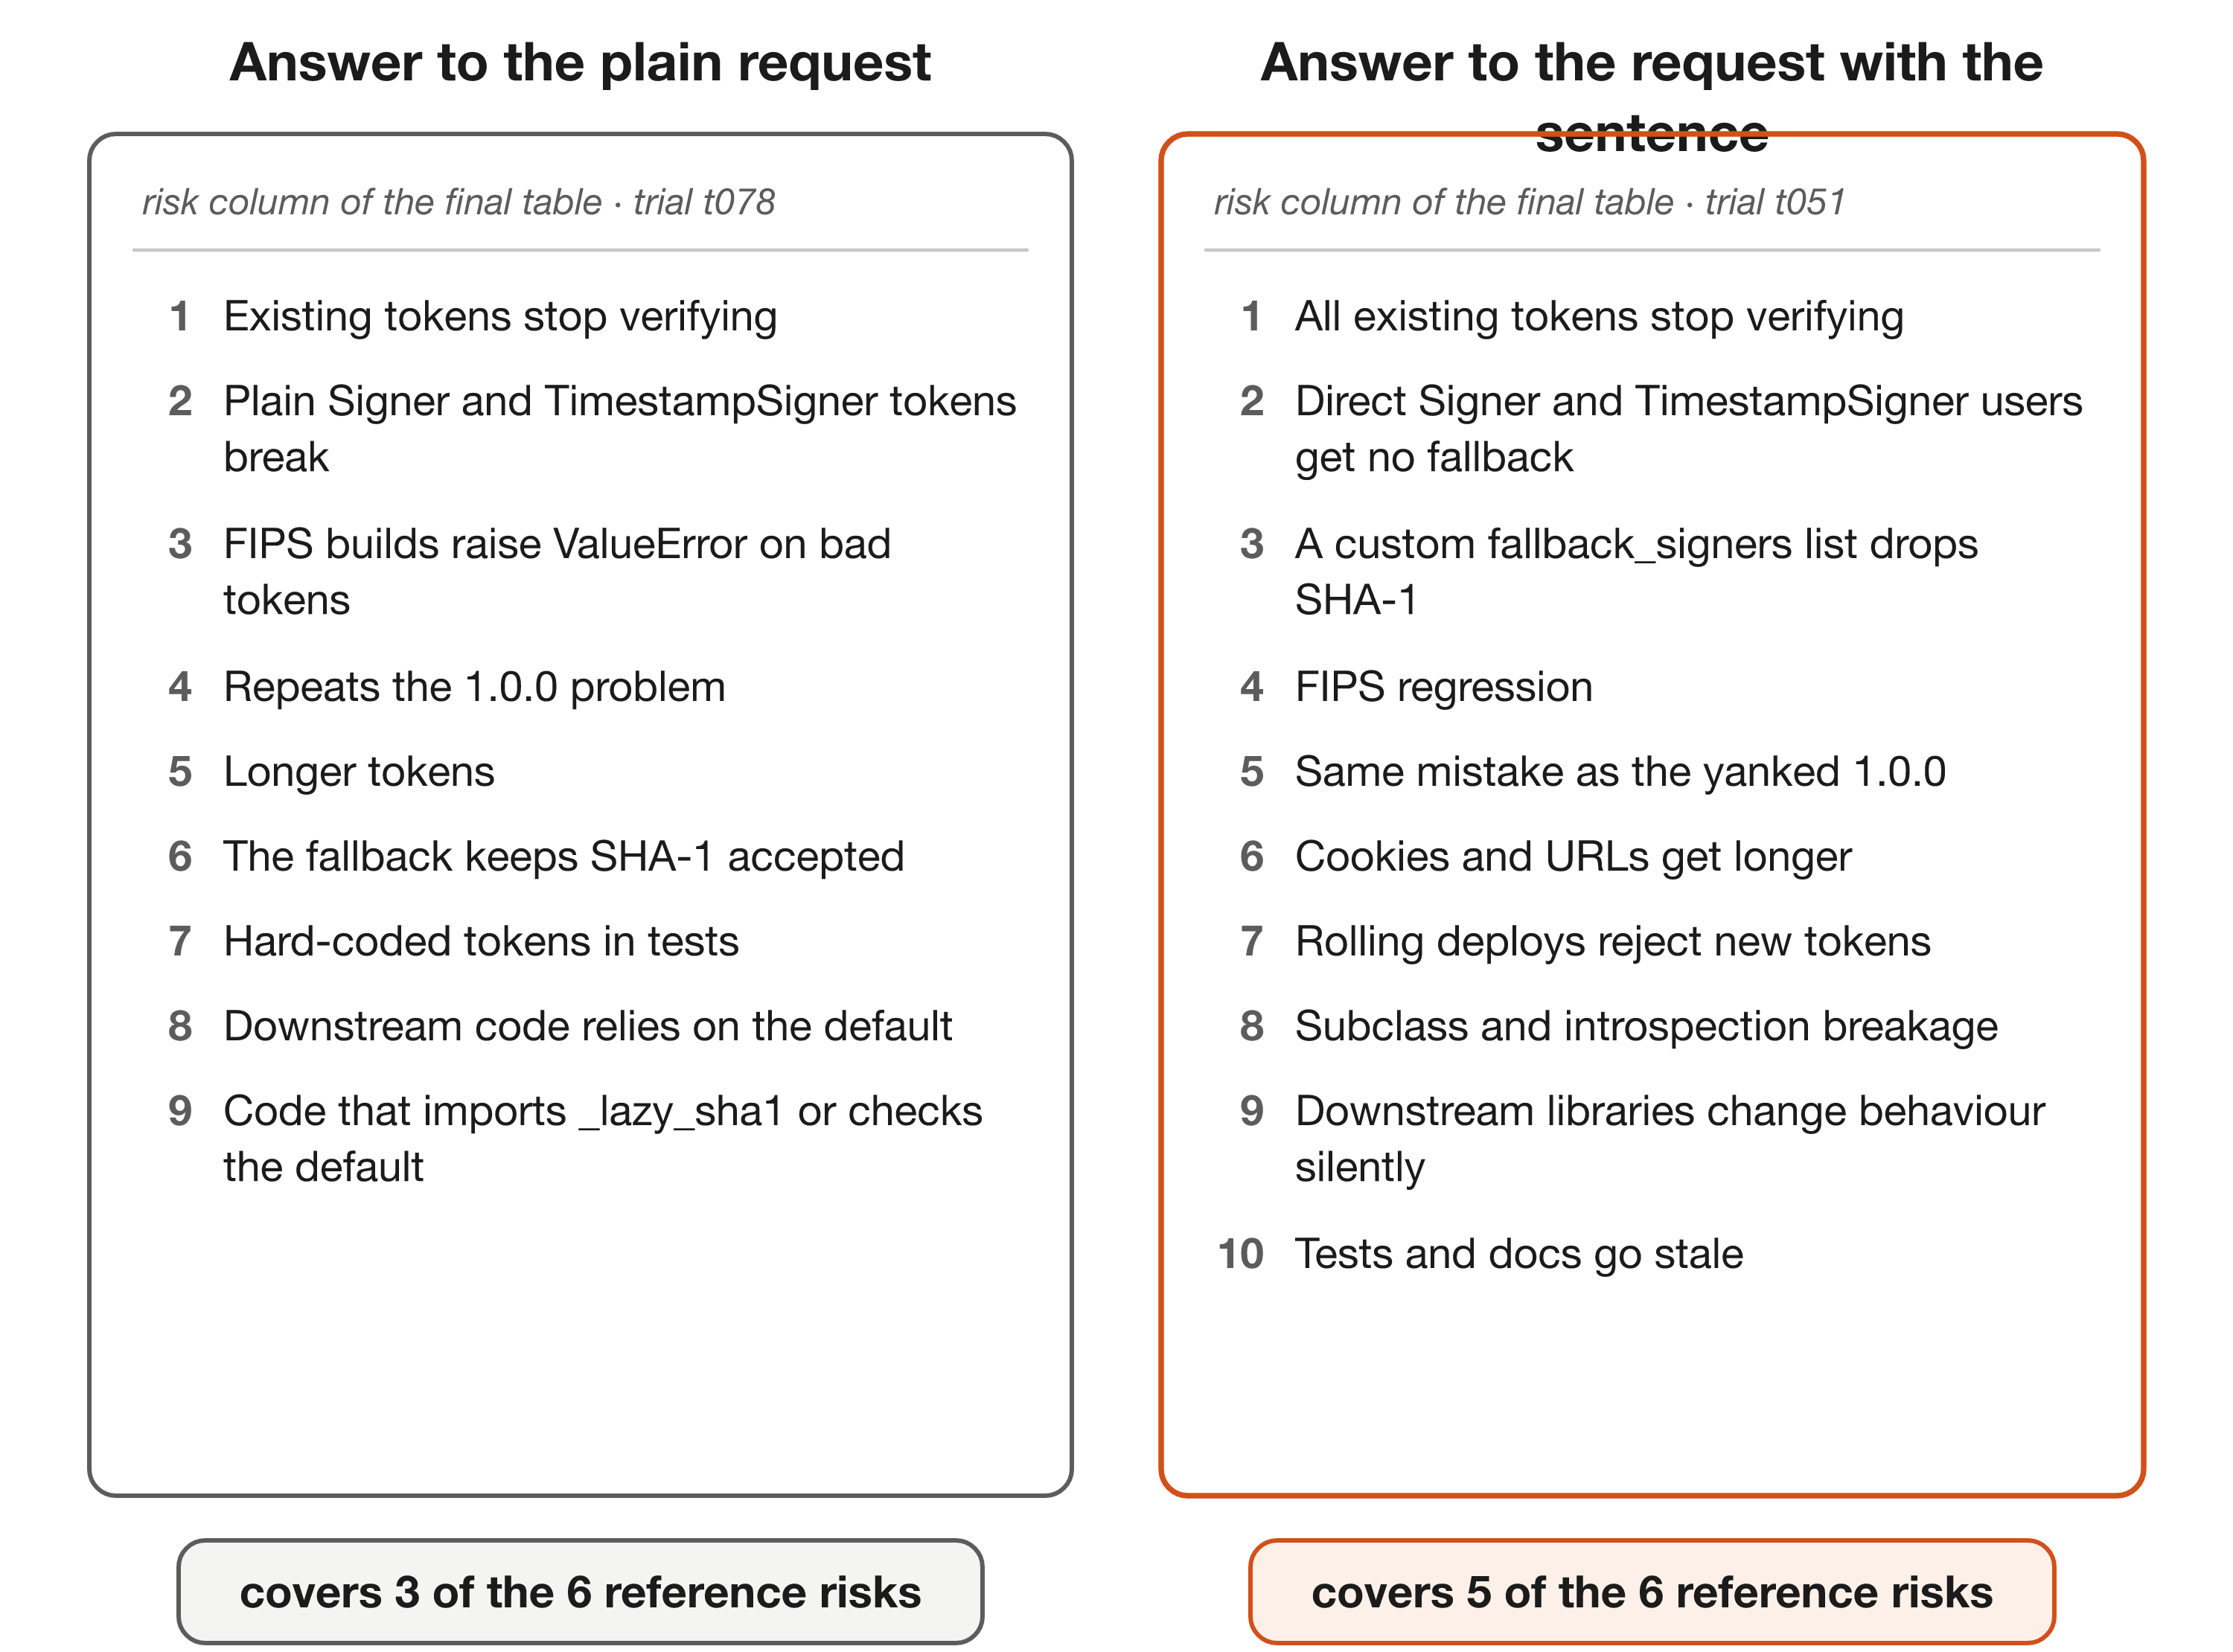 Answer to the plain request
risk column of the final table · trial t078
1 Existing tokens stop verifying
2 Plain Signer and TimestampSigner tokens
break
3 FIPS builds raise ValueError on bad
tokens
4 Repeats the 1.0.0 problem
5 Longer tokens
6 The fallback keeps SHA-1 accepted
7 Hard-coded tokens in tests
8 Downstream code relies on the default
9 Code that imports _lazy_sha1 or checks
the default
covers 3 of the 6 reference risks
Answer to the request with the
sentence
risk column of the final table · trial t051
1 All existing tokens stop verifying
2 Direct Signer and TimestampSigner users
get no fallback
3 A custom fallback_signers list drops
SHA-1
4 FIPS regression
5 Same mistake as the yanked 1.0.0
6 Cookies and URLs get longer
7 Rolling deploys reject new tokens
8 Subclass and introspection breakage
9 Downstream libraries change behaviour
silently
10 Tests and docs go stale
covers 5 of the 6 reference risks